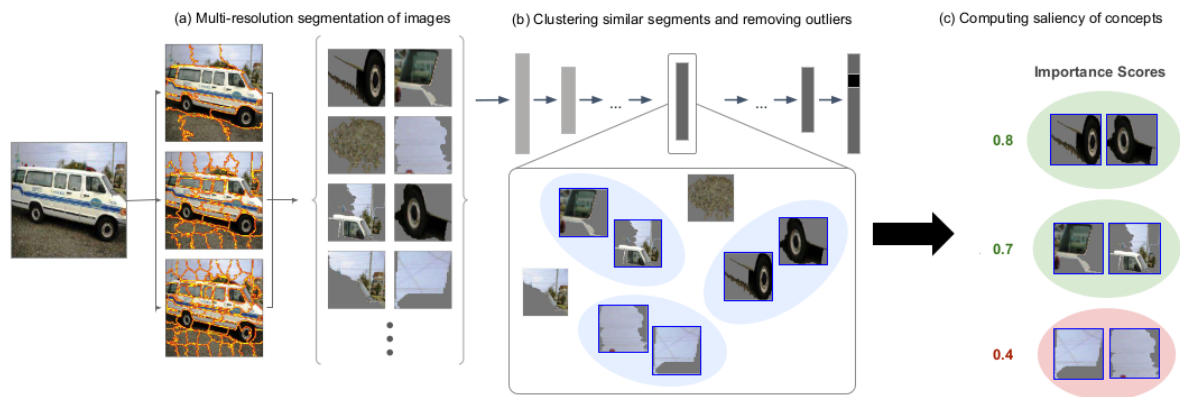 (a) Multi-resolution segmentation of images
(b) Clustering similar segments and removing outliers
(c) Computing saliency of concepts
Importance Scores
...
...
0.8
0.7
0.4